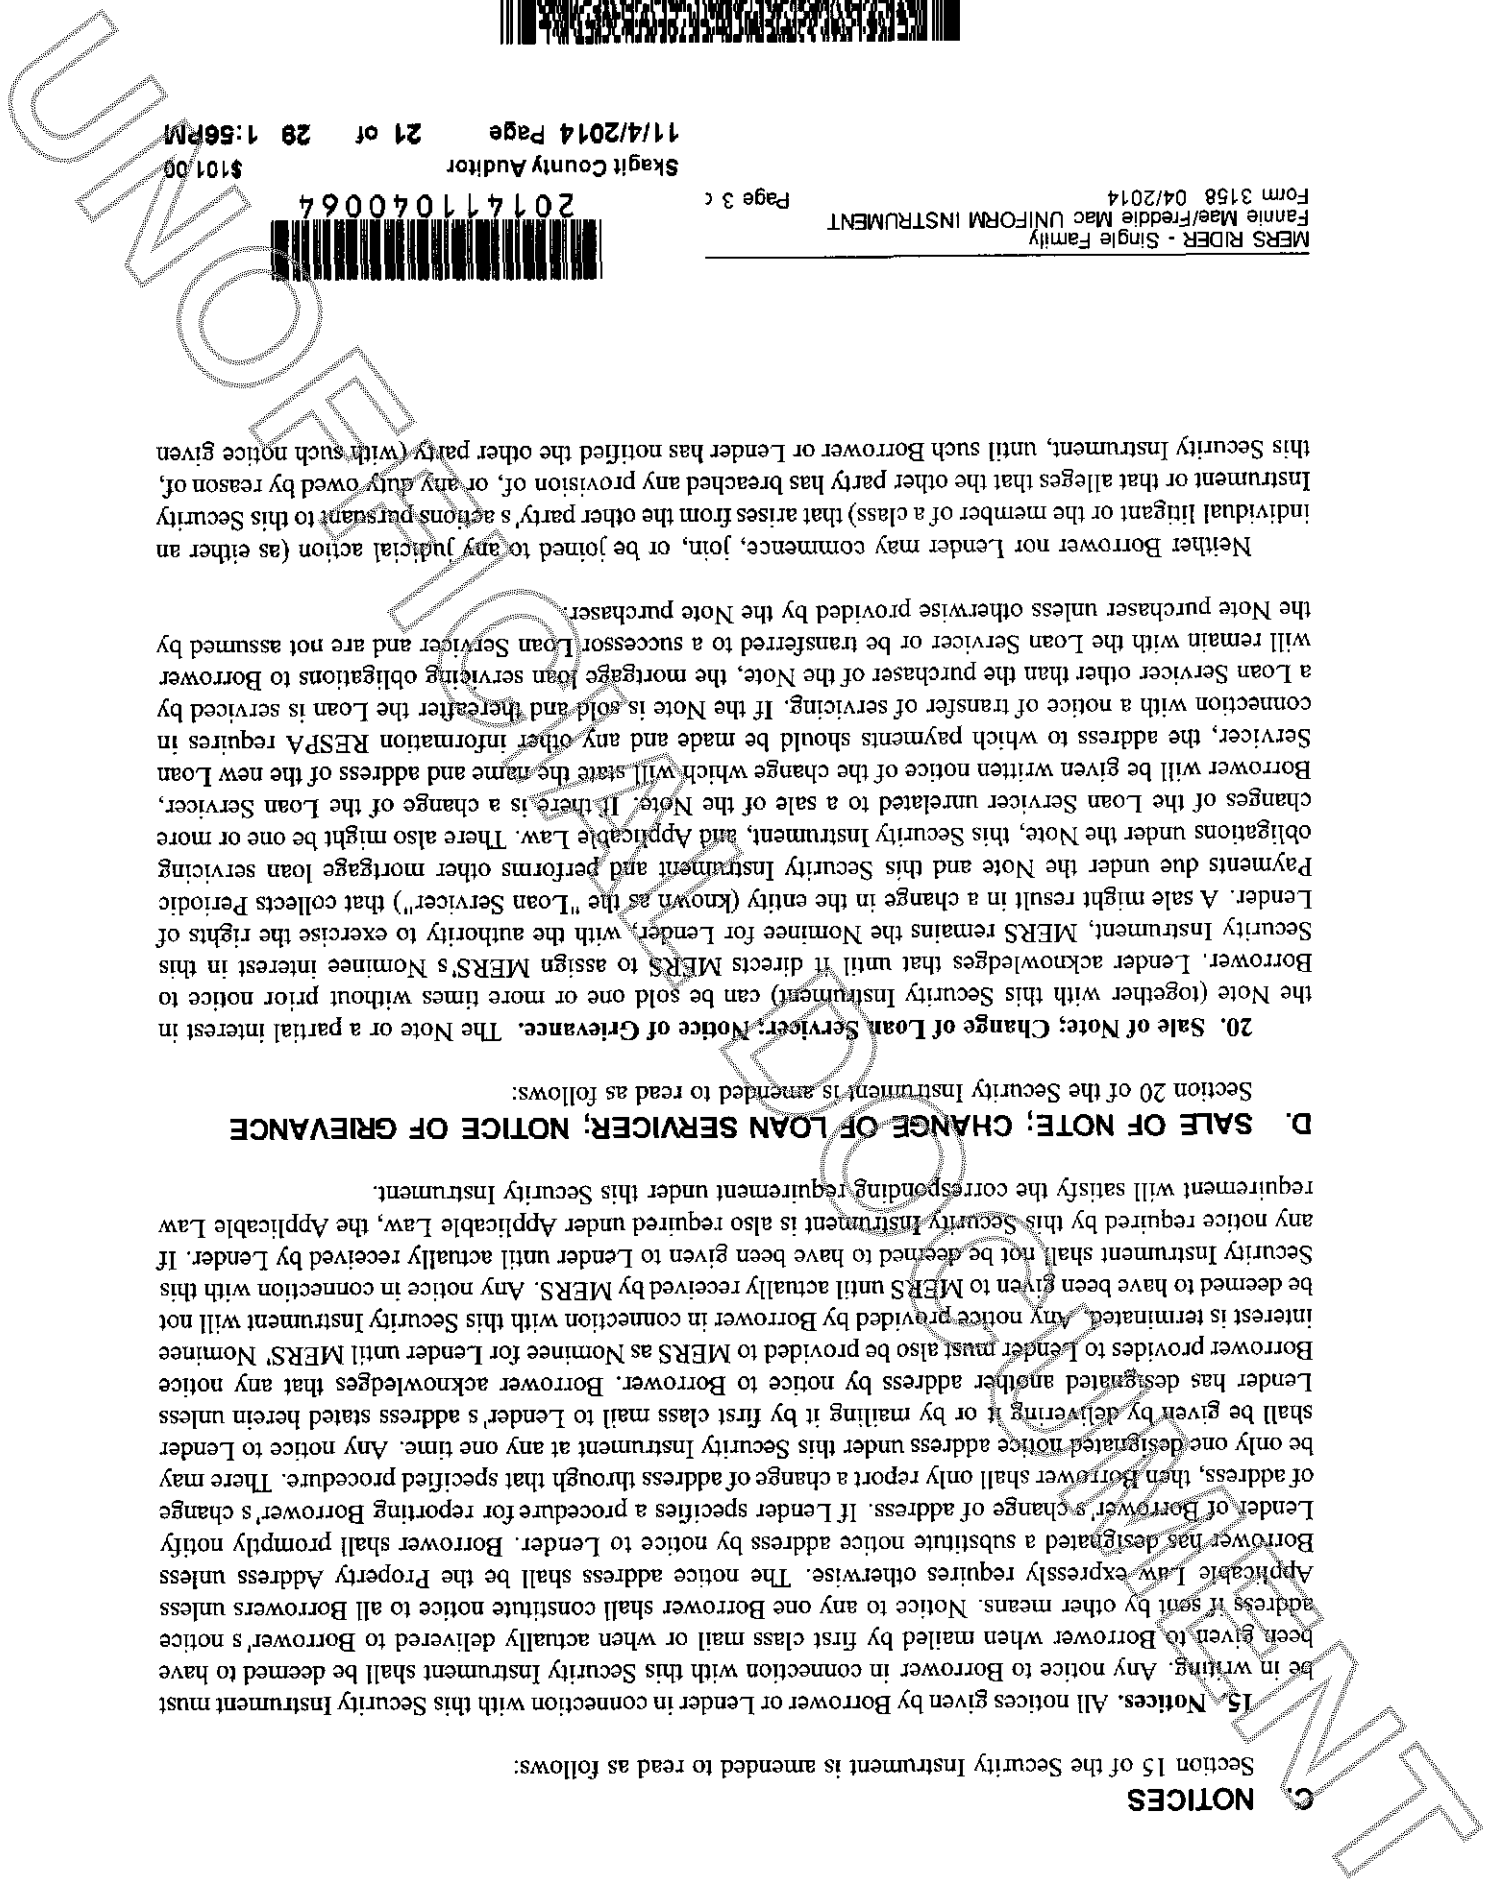 C. NOTICES
Section 15 of the Security Instrument is amended to read as follows:
15. Notices. All notices given by Borrower or Lender in connection with this Security Instrument must
be in writing. Any notice to Borrower in connection with this Security Instrument shall be deemed to have
been given to Borrower when mailed by first class mail or when actually delivered to Borrower's notice
address if sent by other means. Notice to any one Borrower shall constitute notice to all Borrowers unless
Applicable Law expressly requires otherwise. The notice address shall be the Property Address unless
Borrower has designated a substitute notice address by notice to Lender. Borrower shall promptly notify
Lender of Borrower's change of address. If Lender specifies a procedure for reporting Borrower's change
of address, then Borrower shall only report a change of address through that specified procedure. There may
be only one designated notice address under this Security Instrument at any one time. Any notice to Lender
shall be given by delivering it or by mailing it by first class mail to Lender's address stated herein unless
Lender has designated another address by notice to Borrower. Borrower acknowledges that any notice
Borrower provides to Lender must also be provided to MERS as Nominee for Lender until MERS' Nominee
interest is terminated. Any notice provided by Borrower in connection with this Security Instrument will not
be deemed to have been given to MERS until actually received by MERS. Any notice in connection with this
Security Instrument shall not be deemed to have been given to Lender until actually received by Lender. If
any notice required by this Security Instrument is also required under Applicable Law, the Applicable Law
requirement will satisfy the corresponding requirement under this Security Instrument.
D. SALE OF NOTE; CHANGE OF LOAN SERVICER; NOTICE OF GRIEVANCE
Section 20 of the Security Instrument is amended to read as follows:
20. Sale of Note; Change of Loan Servicer; Notice of Grievance. The Note or a partial interest in
the Note (together with this Security Instrument) can be sold one or more times without prior notice to
Borrower. Lender acknowledges that until it directs MERS to assign MERS's Nominee interest in this
Security Instrument, MERS remains the Nominee for Lender, with the authority to exercise the rights of
Lender. A sale might result in a change in the entity (known as the "Loan Servicer") that collects Periodic
Payments due under the Note and this Security Instrument and performs other mortgage loan servicing
obligations under the Note, this Security Instrument, and Applicable Law. There also might be one or more
changes of the Loan Servicer unrelated to a sale of the Note. If there is a change of the Loan Servicer,
Borrower will be given written notice of the change which will state the name and address of the new Loan
Servicer, the address to which payments should be made and any other information RESPA requires in
connection with a notice of transfer of servicing. If the Note is sold and thereafter the Loan is serviced by
a Loan Servicer other than the purchaser of the Note, the mortgage loan servicing obligations to Borrower
will remain with the Loan Servicer or be transferred to a successor Loan Servicer and are not assumed by
the Note purchaser unless otherwise provided by the Note purchaser.
Neither Borrower nor Lender may commence, join, or be joined to any judicial action (as either an
individual litigant or the member of a class) that arises from the other party's actions pursuant to this Security
Instrument or that alleges that the other party has breached any provision of, or any duty owed by reason of,
this Security Instrument, until such Borrower or Lender has notified the other party (with such notice given
MERS RIDER - Single Family
Fannie Mae/Freddie Mac UNIFORM INSTRUMENT
Form 3158 04/2014 Page 3
201411040064
Skagit County Auditor $101.00
11/4/2014 Page 21 of 29 1:56PM
UNOFFICIAL DOCUMENT